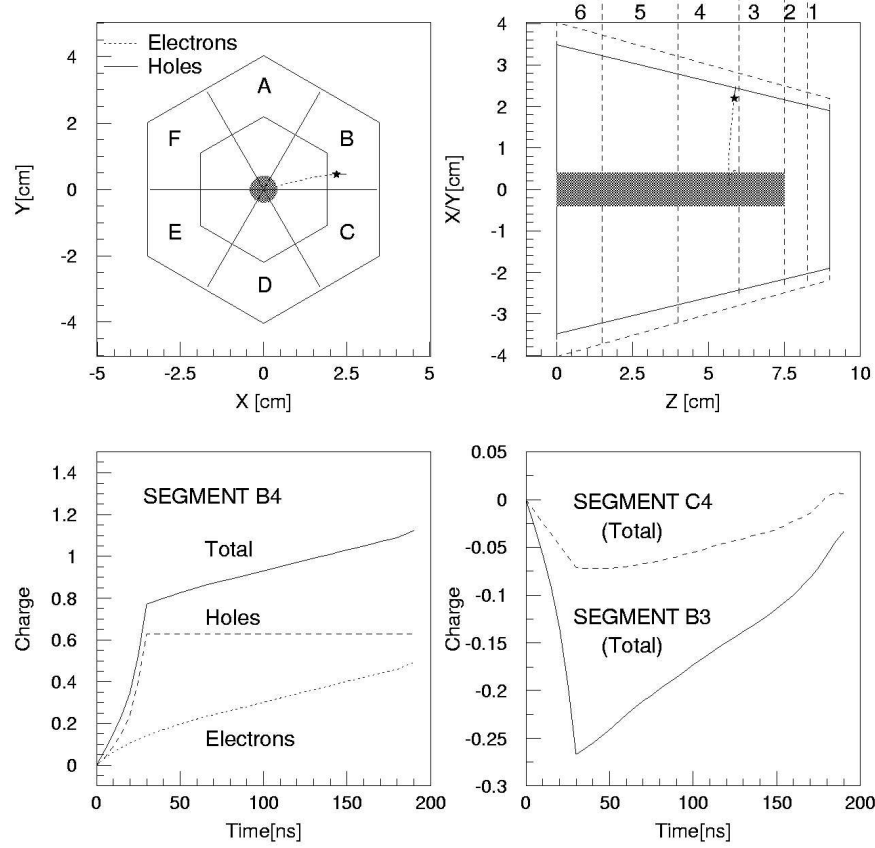 Electrons
Holes
A
F
B
E
C
D
4
2
0
-2
-4
Y[cm]
-5
-2.5
0
2.5
5
X [cm]
6
5
4
3
2
1
4
3
2
1
0
-1
-2
-3
-4
X/Y[cm]
0
2.5
5
7.5
10
Z [cm]
SEGMENT B4
Total
Holes
Electrons
1.4
1.2
1
0.8
0.6
0.4
0.2
0
Charge
0
50
100
150
200
Time[ns]
SEGMENT C4
(Total)
SEGMENT B3
(Total)
0.05
0
-0.05
-0.1
-0.15
-0.2
-0.25
-0.3
Charge
0
50
100
150
200
Time[ns]